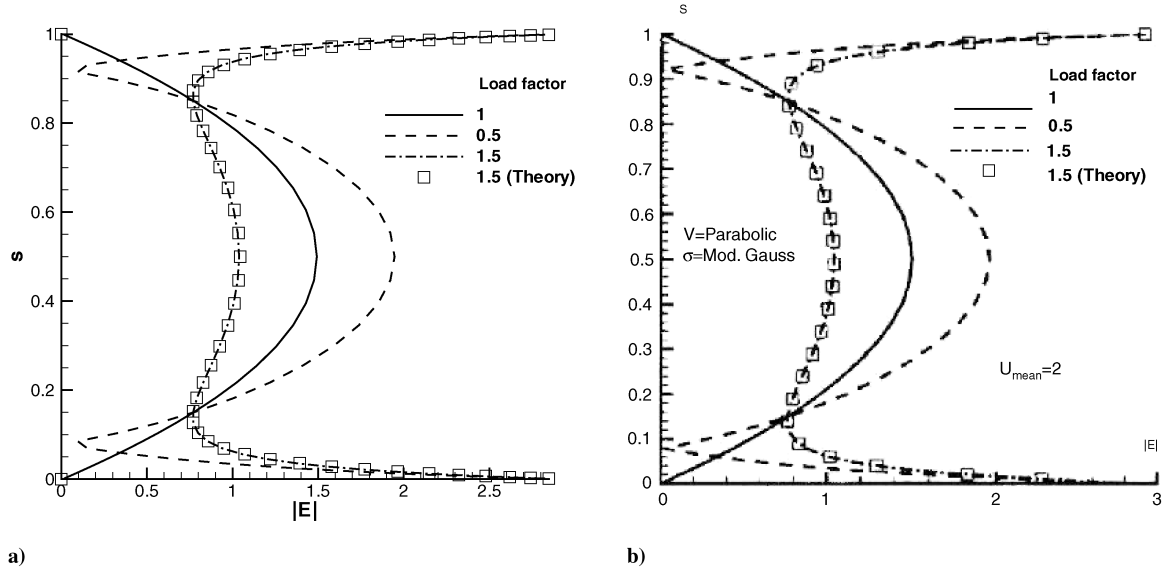 1
0.8
0.6
0.4
0.2
0
s
0
0.5
1
1.5
2
2.5
|E|
Load factor
1
0.5
1.5
1.5 (Theory)
a)
S
1
0.9
0.8
0.7
0.6
0.5
0.4
0.3
0.2
0.1
0
0
1
2
3
|E|
Load factor
1
0.5
1.5
1.5 (Theory)
V=Parabolic
σ=Mod. Gauss
Umean=2
b)